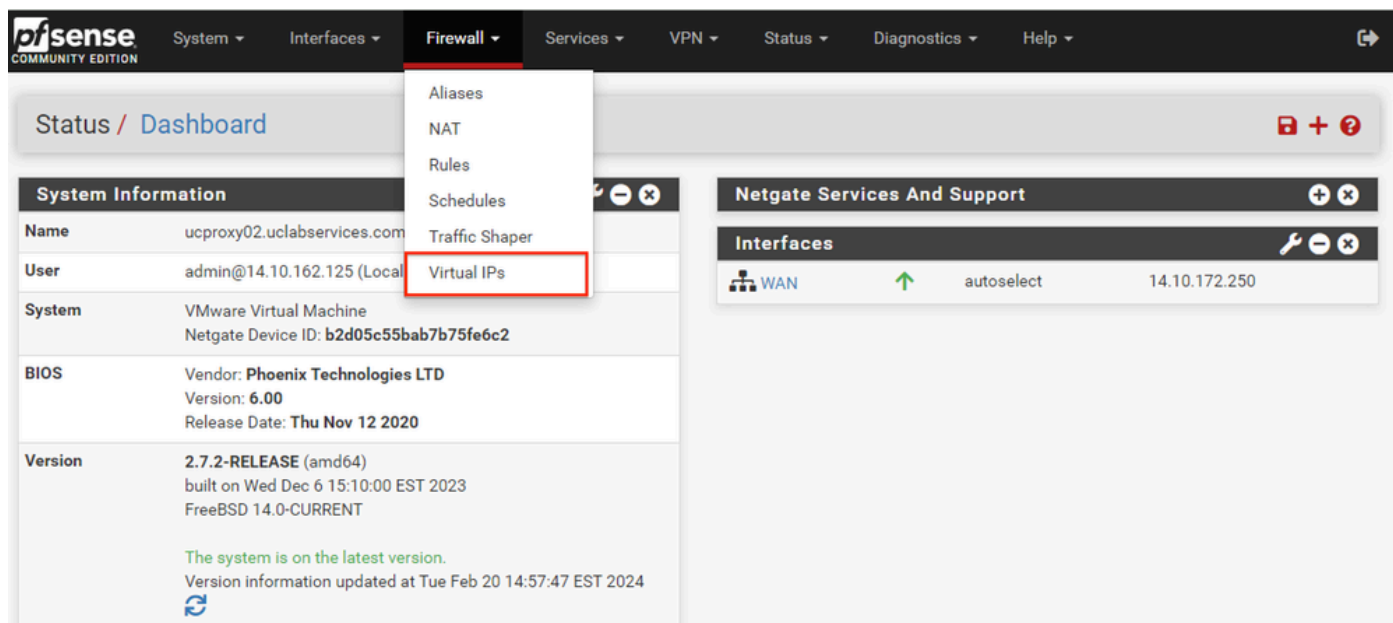 pfsense
COMMUNITY EDITION
System
Interfaces
Firewall
Services
VPN
Status
Diagnostics
Help
Aliases
NAT
Rules
Schedules
Traffic Shaper
Virtual IPs
Status / Dashboard
System Information
Name ucproxy02.uclabservices.com
User admin@14.10.162.125 (Local
System VMware Virtual Machine
Netgate Device ID: b2d05c55bab7b75fe6c2
BIOS Vendor: Phoenix Technologies LTD
Version: 6.00
Release Date: Thu Nov 12 2020
Version 2.7.2-RELEASE (amd64)
built on Wed Dec 6 15:10:00 EST 2023
FreeBSD 14.0-CURRENT
The system is on the latest version.
Version information updated at Tue Feb 20 14:57:47 EST 2024
Netgate Services And Support
Interfaces
WAN autoselect 14.10.172.250